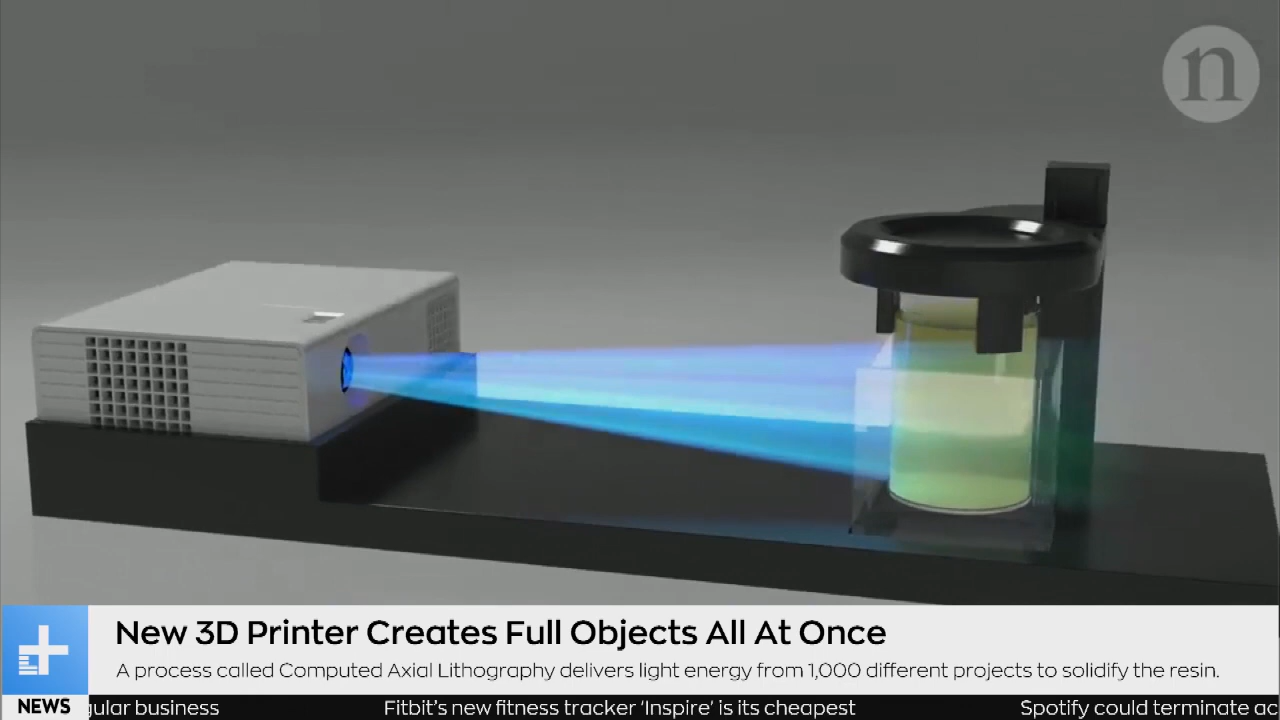 n
New 3D Printer Creates Full Objects All At Once
A process called Computed Axial Lithography delivers light energy from 1,000 different projects to solidify the resin.
NEWS gular business Fitbit's new fitness tracker 'Inspire' is its cheapest Spotify could terminate ac